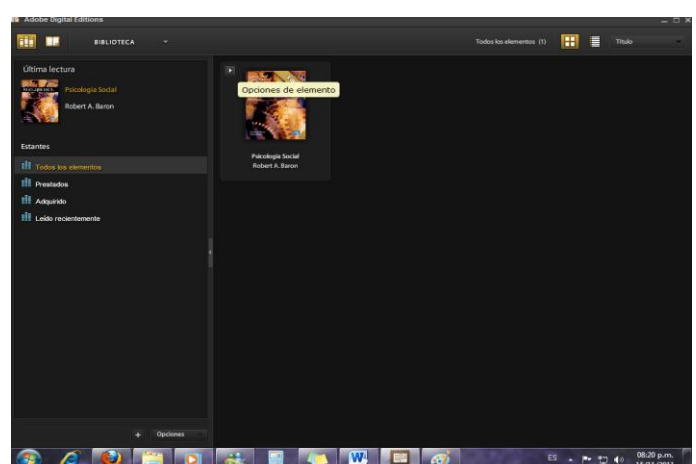 Adobe Digital Editions
BIBLIOTECA
Todos los elementos (1)
Título
Última lectura
Psicología Social
Robert A. Baron
Opciones de elemento
Psicología Social
Robert A. Baron
Estantes
Todos los elementos
Prestados
Adquirido
Leído recientemente
Opciones
ES
08:20 p.m.